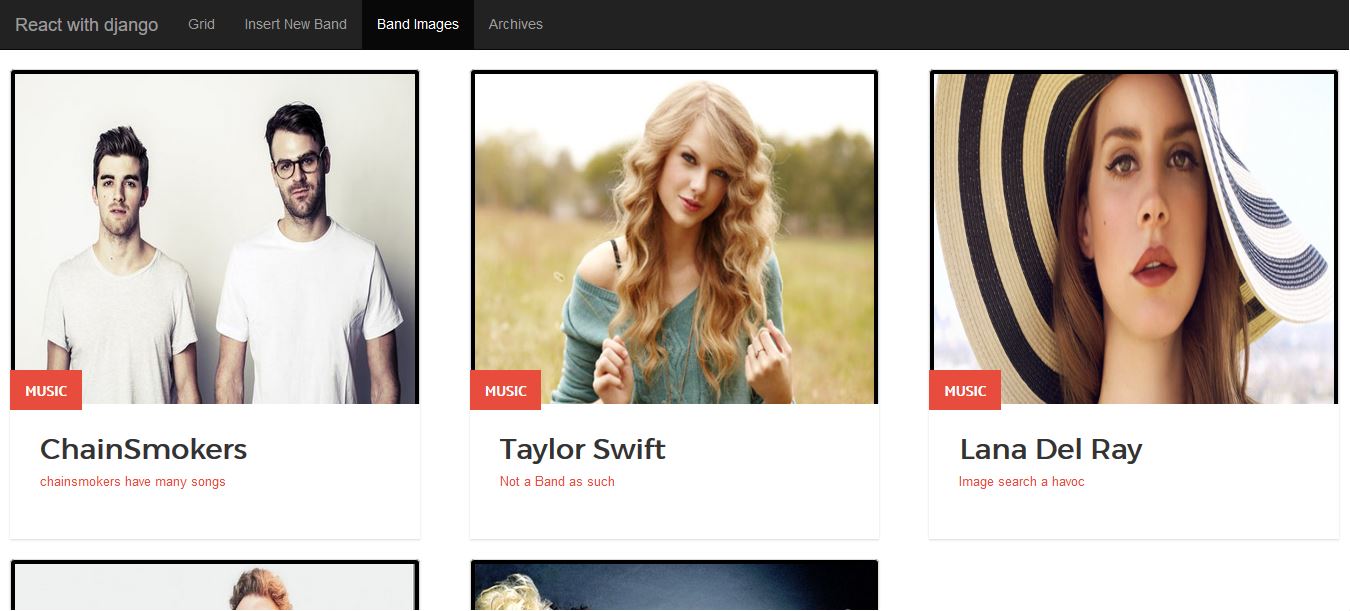 React with django Grid Insert New Band Band Images Archives
MUSIC MUSIC MUSIC
ChainSmokers Taylor Swift Lana Del Ray
chainsmokers have many songs Not a Band as such Image search a havoc